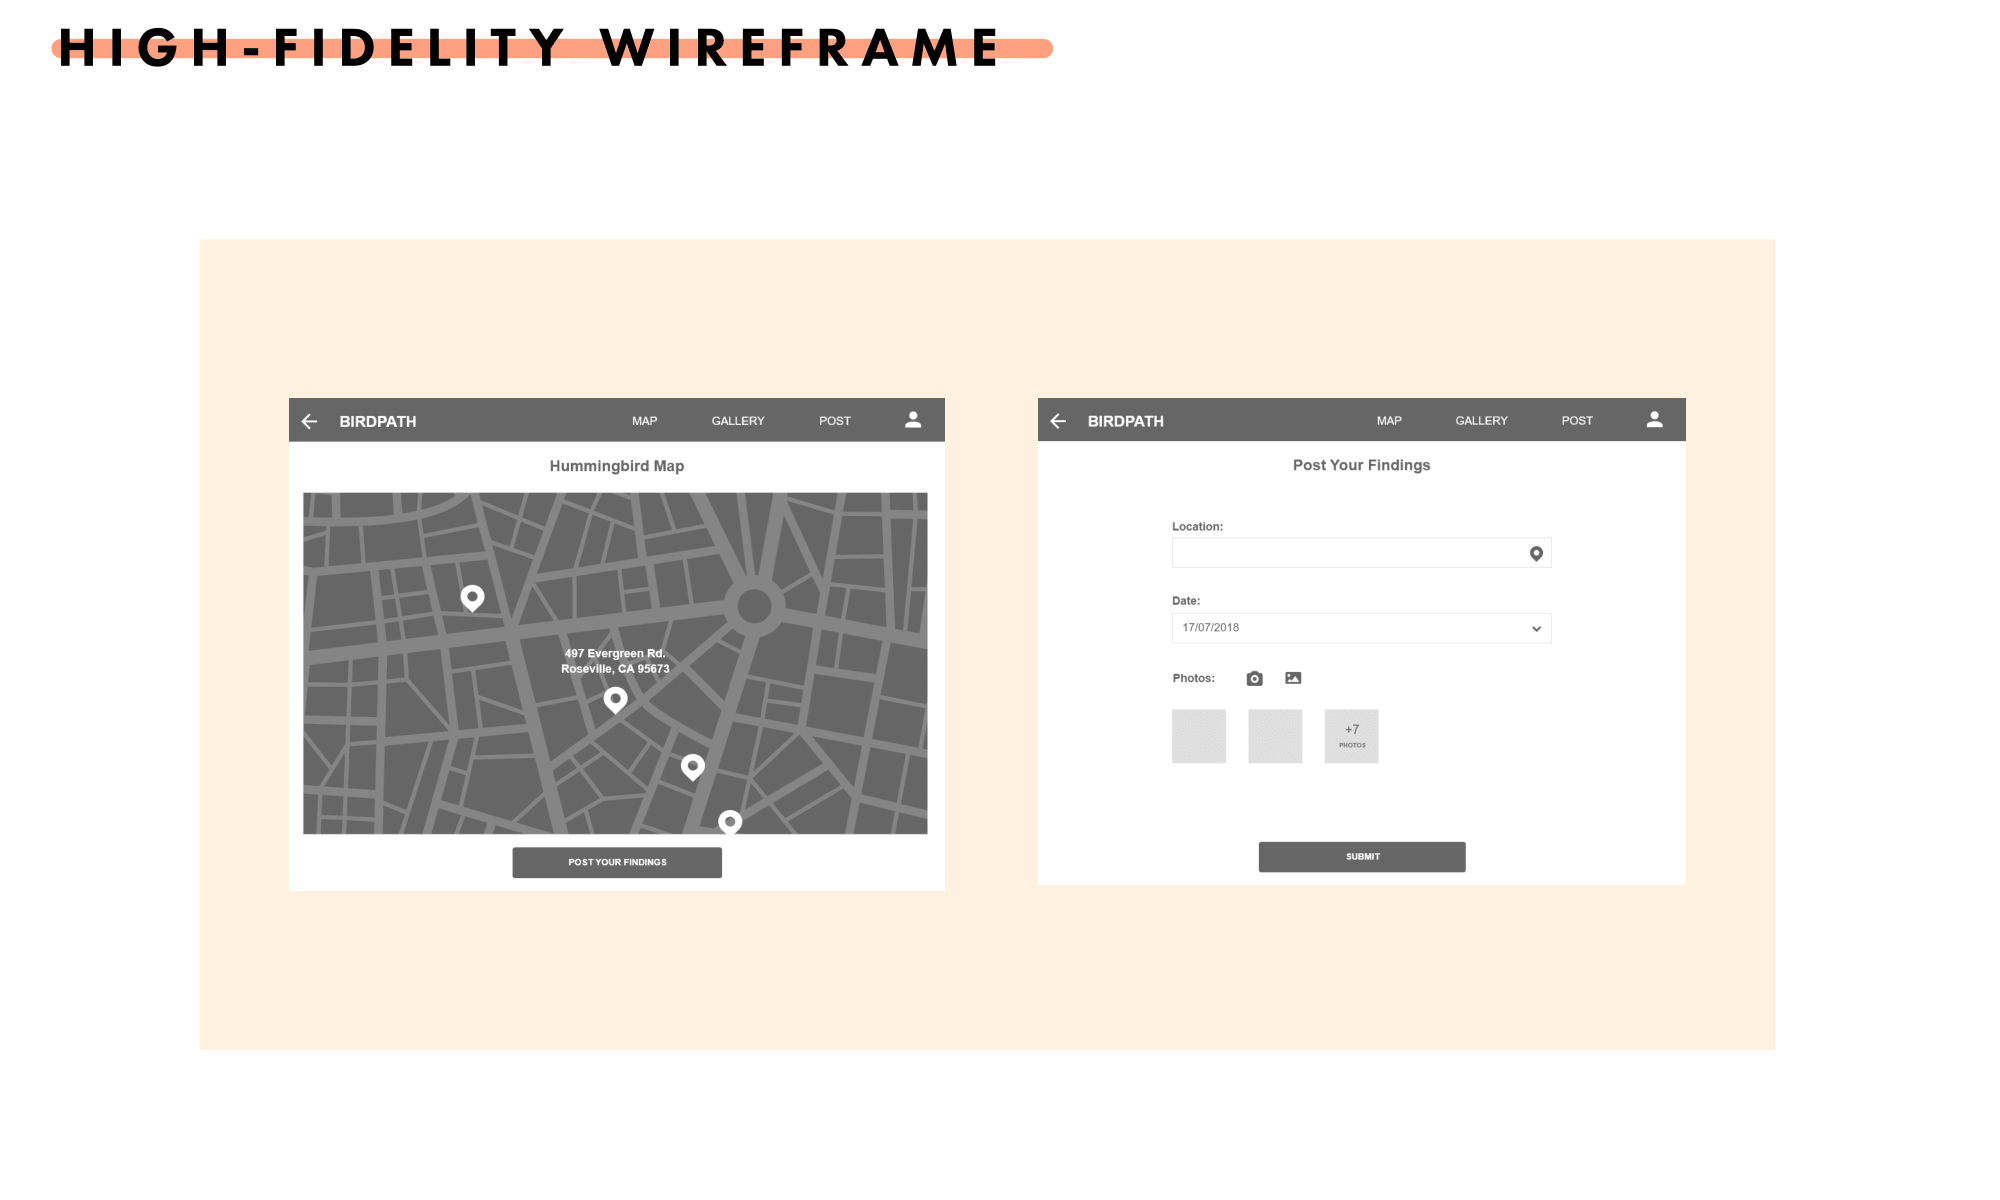 HIGH-FIDELITY WIREFRAME
BIRDPATH MAP GALLERY POST
Hummingbird Map
497 Evergreen Rd.
Roseville, CA 95673
POST YOUR FINDINGS
BIRDPATH MAP GALLERY POST
Post Your Findings
Location:
Date:
17/07/2018
Photos:
+7
PHOTOS
SUBMIT